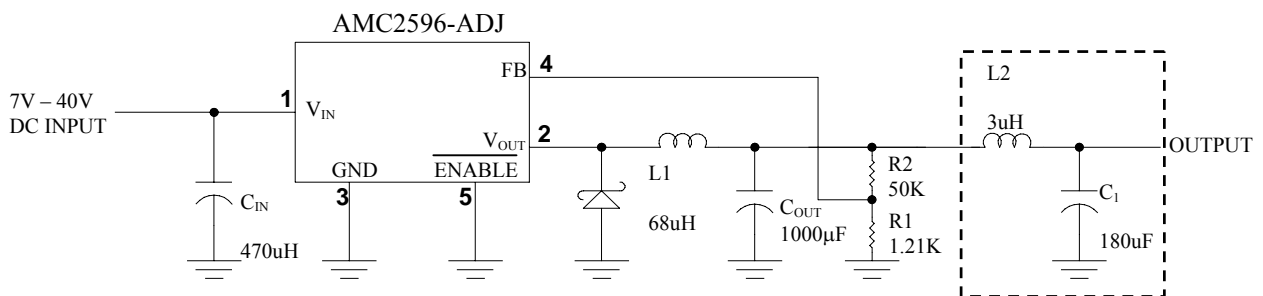 AMC2596-ADJ
7V – 40V
DC INPUT
1
VIN
FB
4
VOUT
2
GND
ENABLE
3
5
CIN
470uH
L1
68uH
COUT
1000μF
R2
50K
R1
1.21K
L2
3uH
C1
180uF
OUTPUT